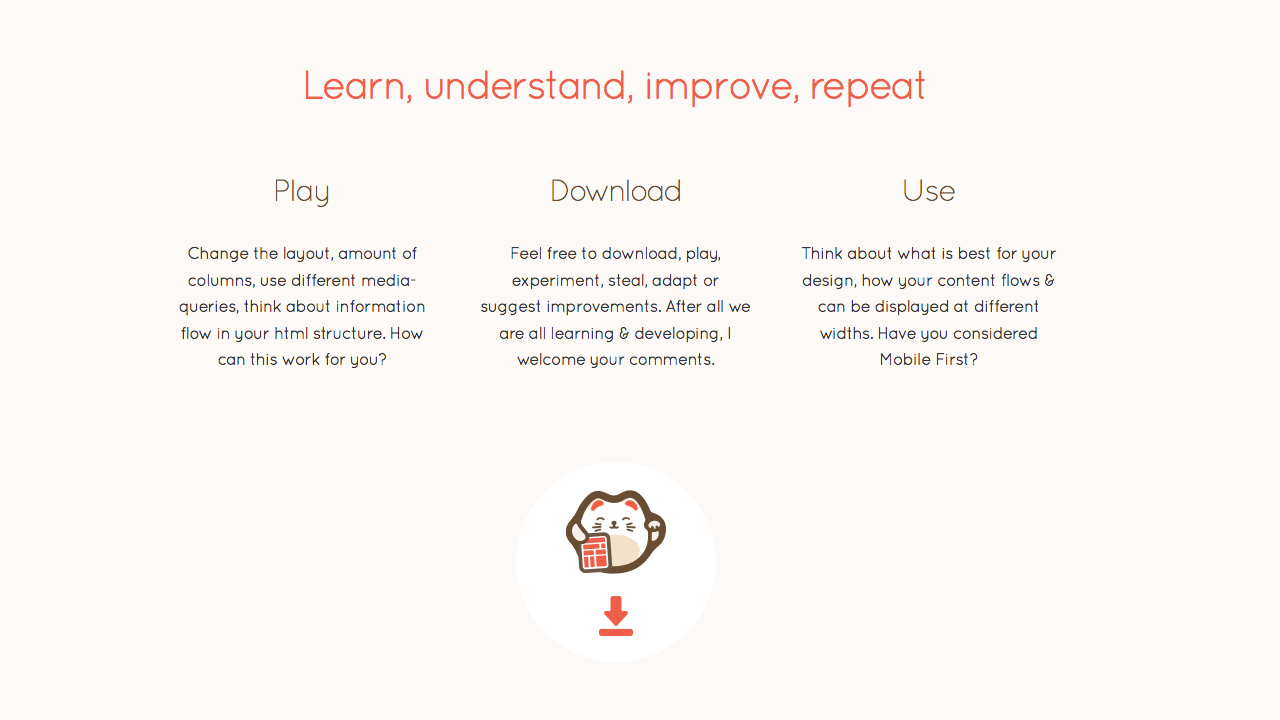 Learn, understand, improve, repeat
Play
Change the layout, amount of
columns, use different media-
queries, think about information
flow in your html structure. How
can this work for you?
Download
Feel free to download, play,
experiment, steal, adapt or
suggest improvements. After all we
are all learning & developing, I
welcome your comments.
Use
Think about what is best for your
design, how your content flows &
can be displayed at different
widths. Have you considered
Mobile First?